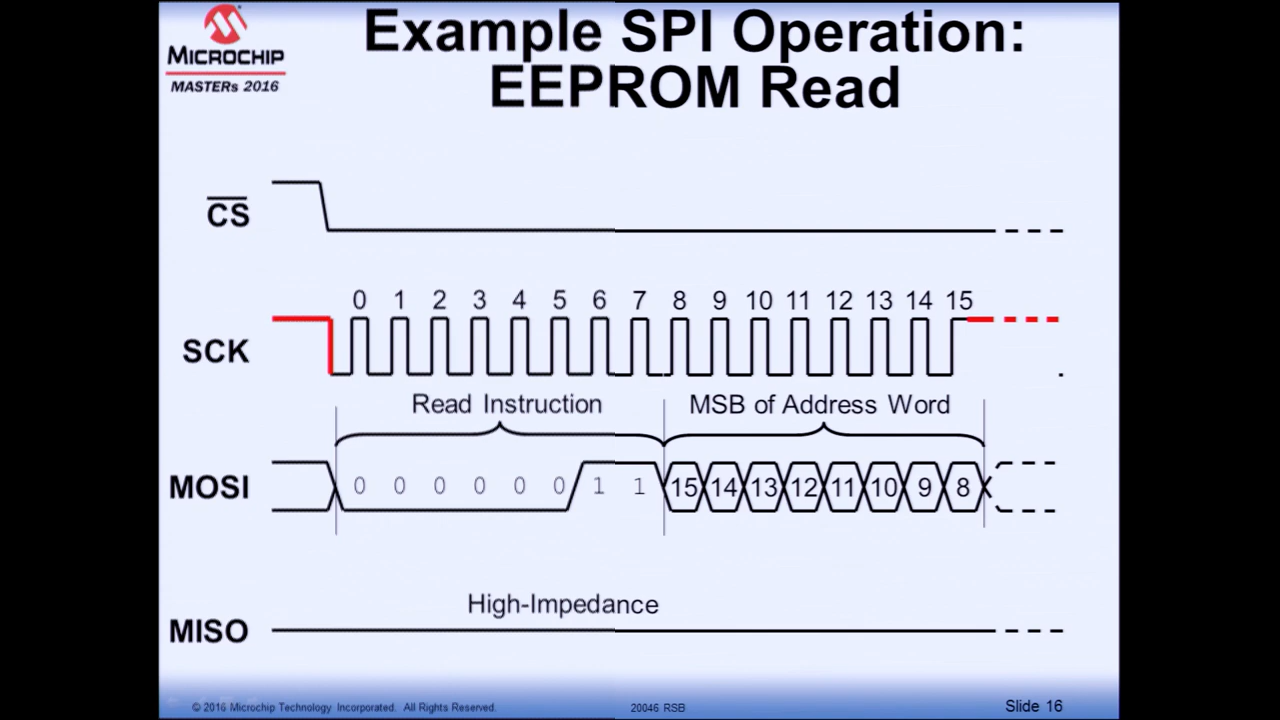 Example SPI Operation:
EEPROM Read
MICROCHIP
MASTERs 2016
CS
0 1 2 3 4 5 6 7 8 9 10 11 12 13 14 15
SCK
Read Instruction
MSB of Address Word
MOSI
0 0 0 0 0 0 1 1 15 14 13 12 11 10 9 8
High-Impedance
MISO
© 2016 Microchip Technology Incorporated. All Rights Reserved.
20046 RSB
Slide 16